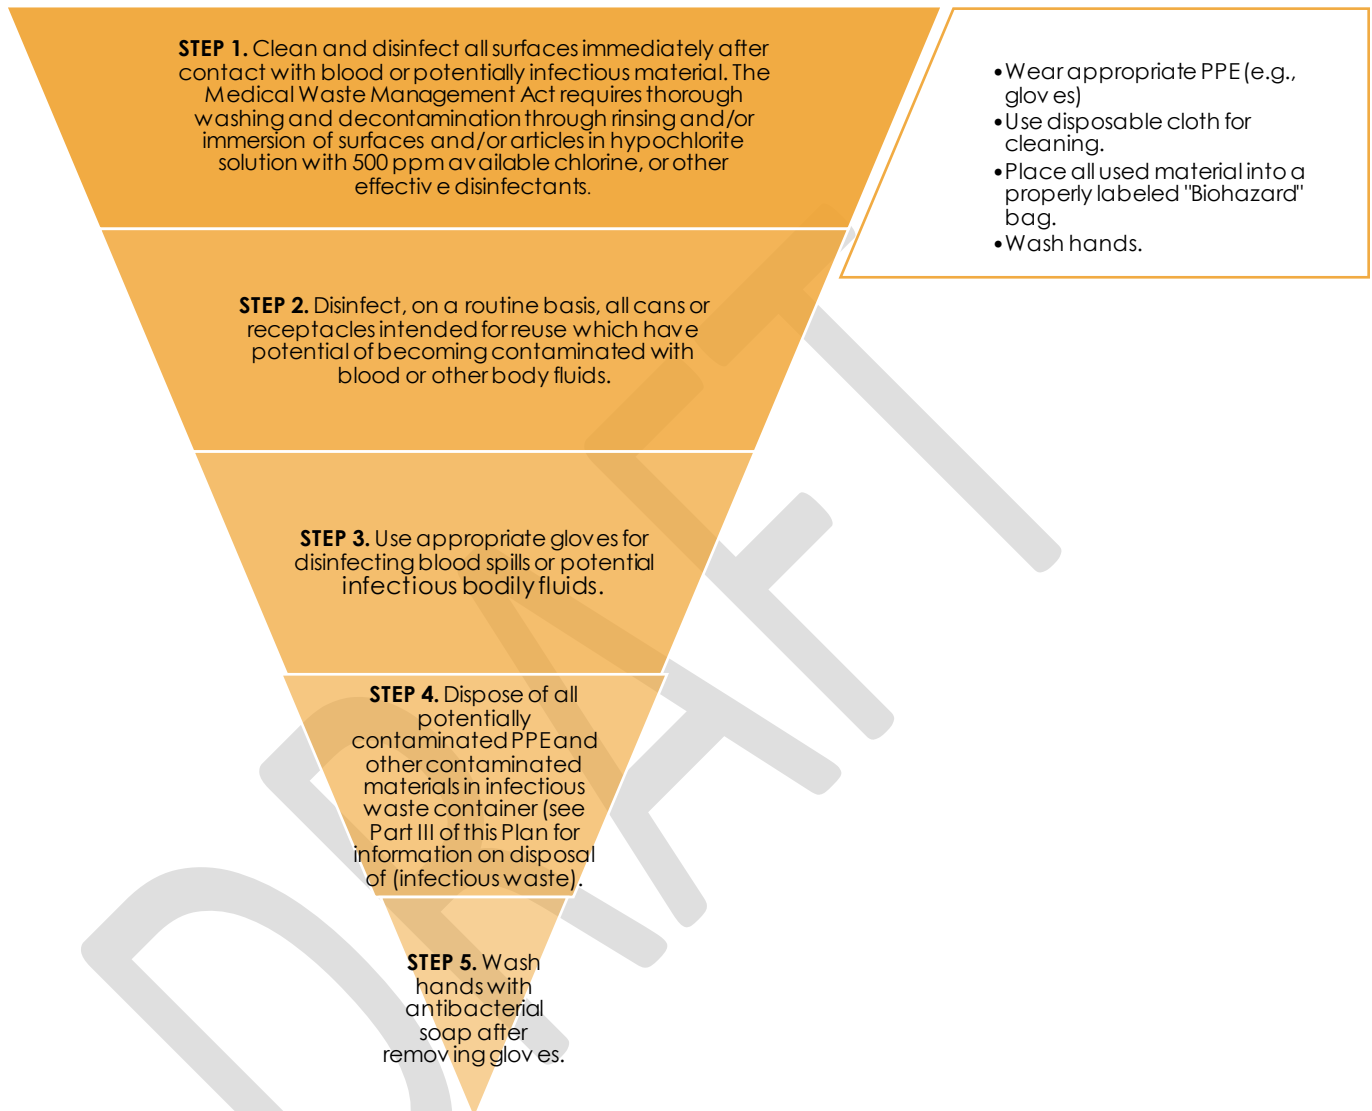 STEP 1. Clean and disinfect all surfaces immediately after
contact with blood or potentially infectious material. The
Medical Waste Management Act requires thorough
washing and decontamination through rinsing and/or
immersion of surfaces and/or articles in hypochlorite
solution with 500 ppm available chlorine, or other
effective disinfectants.
•Wear appropriate PPE (e.g.,
gloves)
•Use disposable cloth for
cleaning.
•Place all used material into a
properly labeled "Biohazard"
bag.
•Wash hands.
STEP 2. Disinfect, on a routine basis, all cans or
receptacles intended for reuse which have
potential of becoming contaminated with
blood or other body fluids.
STEP 3. Use appropriate gloves for
disinfecting blood spills or potential
infectious bodily fluids.
STEP 4. Dispose of all
potentially
contaminated PPE and
other contaminated
materials in infectious
waste container (see
Part III of this Plan for
information on disposal
of (infectious waste).
STEP 5. Wash
hands with
antibacterial
soap after
removing gloves.
DRAFT